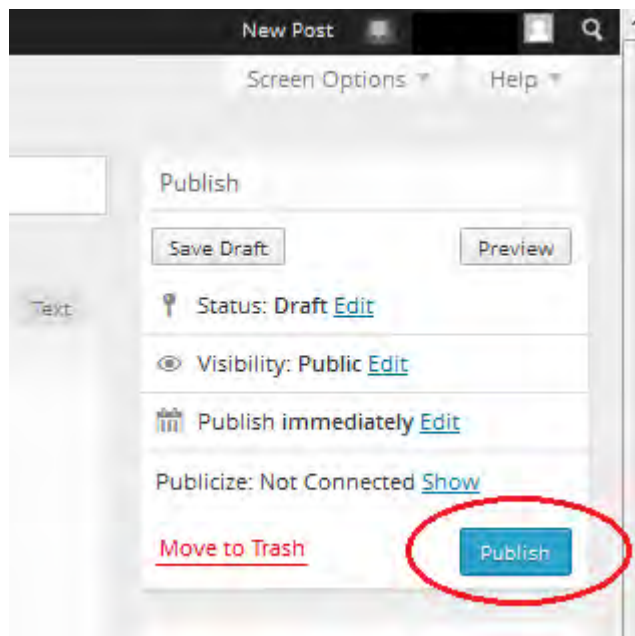 New Post
Screen Options Help
Publish
Save Draft Preview
Text
Status: Draft Edit
Visibility: Public Edit
Publish immediately Edit
Publicize: Not Connected Show
Move to Trash Publish